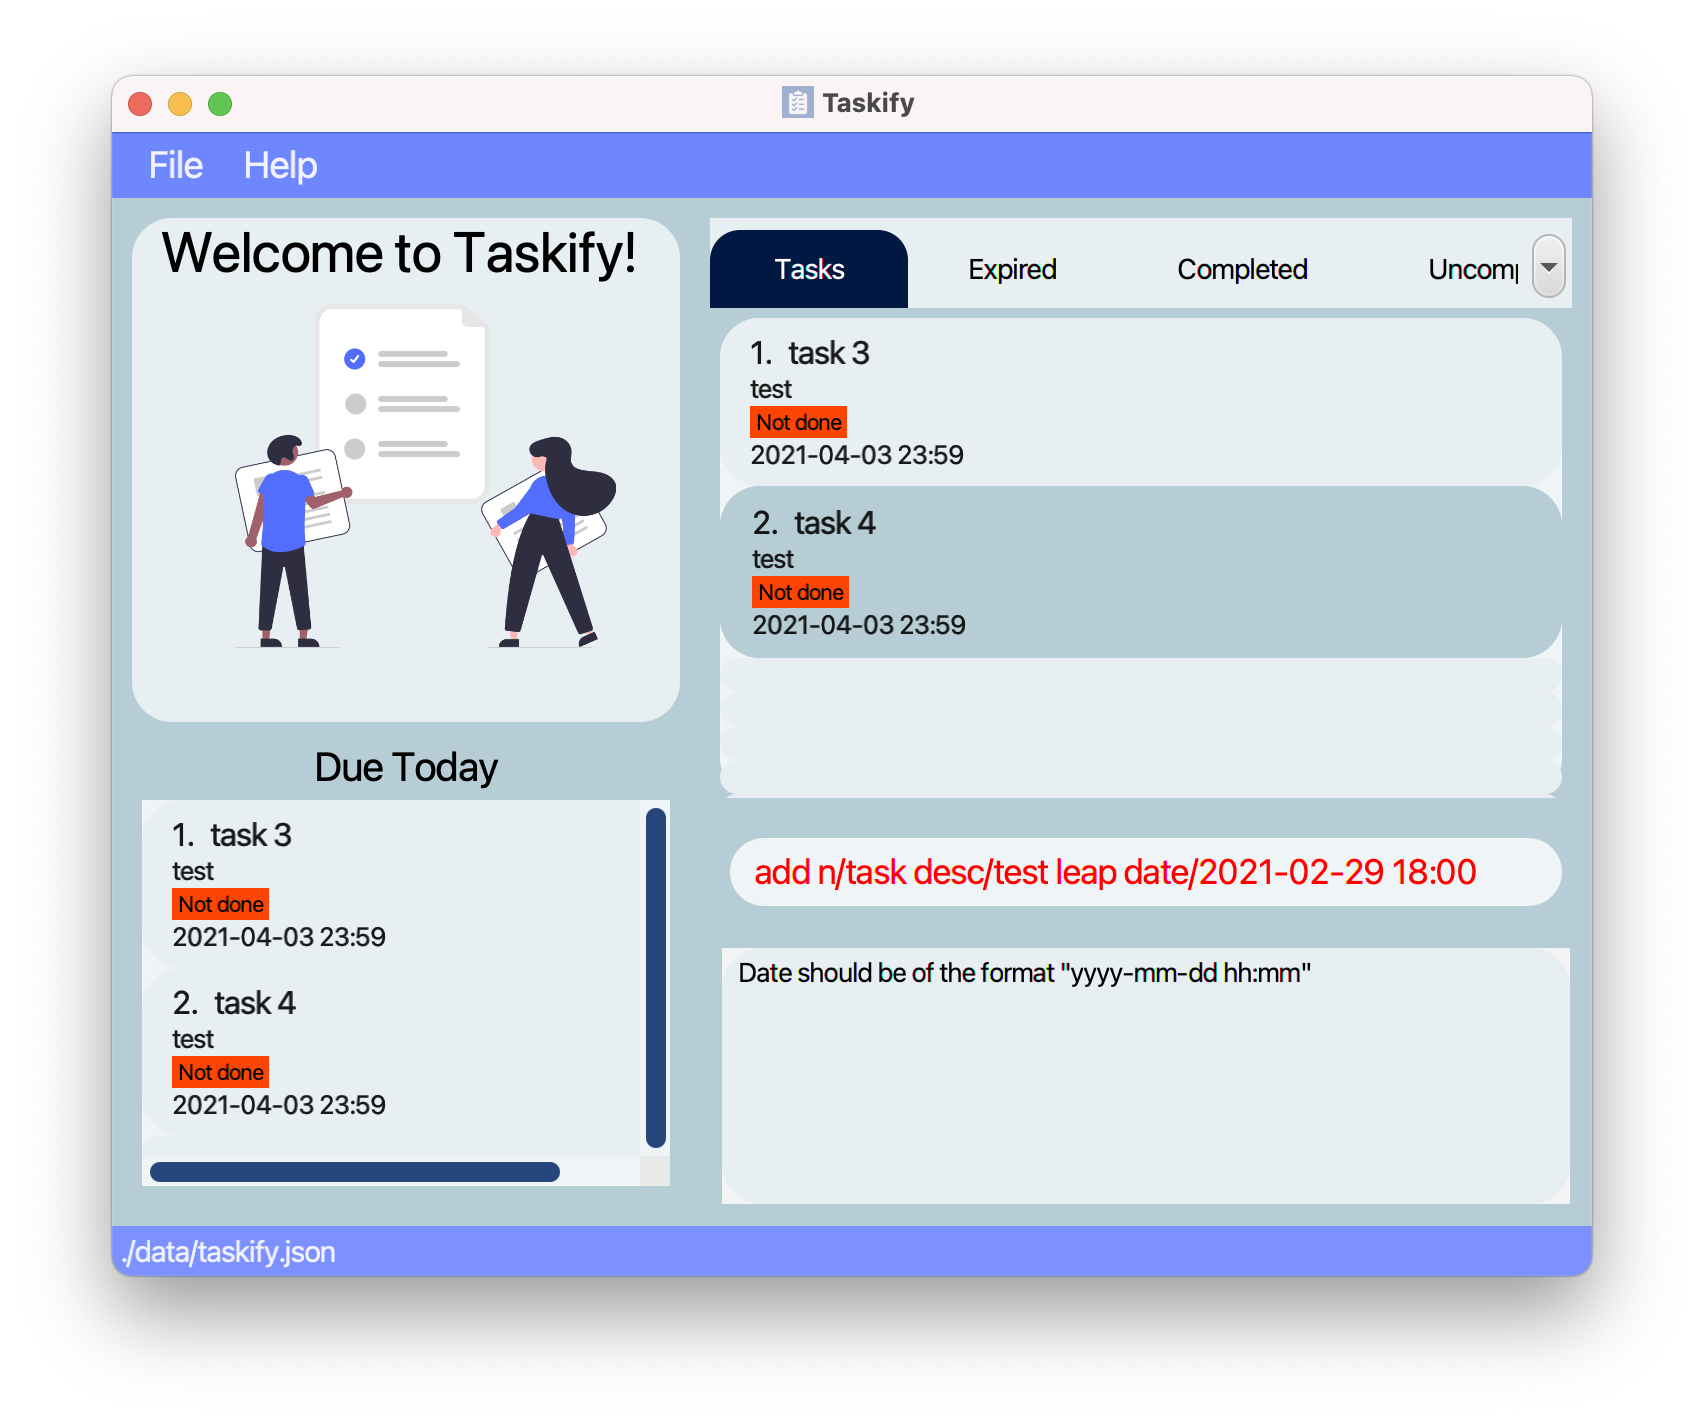 Taskify
File Help
Welcome to Taskify!
Due Today
1. task 3
test
Not done
2021-04-03 23:59
2. task 4
test
Not done
2021-04-03 23:59
Tasks Expired Completed Uncomp
1. task 3
test
Not done
2021-04-03 23:59
2. task 4
test
Not done
2021-04-03 23:59
add n/task desc/test leap date/2021-02-29 18:00
Date should be of the format "yyyy-mm-dd hh:mm"
./data/taskify.json